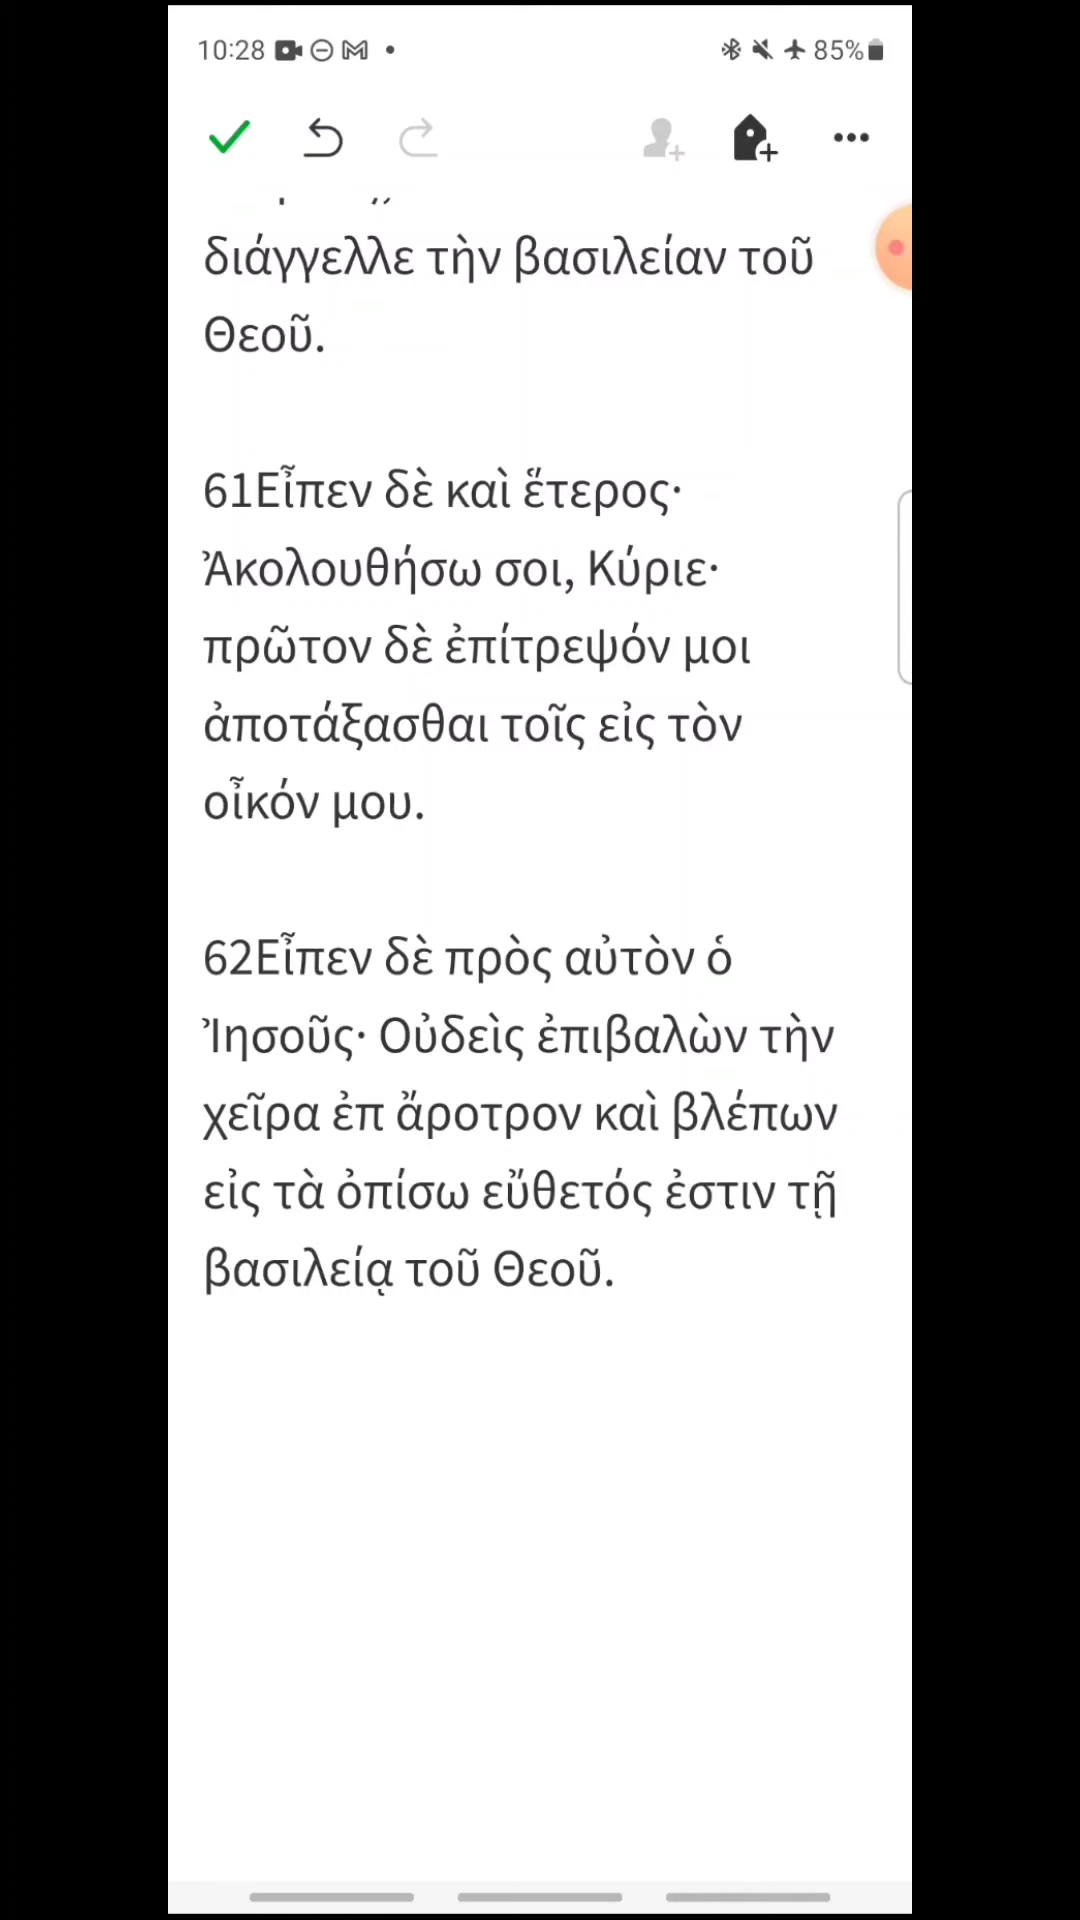 10:28
85%
διάγγελλε τὴν βασιλείαν τοῦ
Θεοῦ.
61Εἶπεν δὲ καὶ ἕτερος·
Ἀκολουθήσω σοι, Κύριε·
πρῶτον δὲ ἐπίτρεψόν μοι
ἀποτάξασθαι τοῖς εἰς τὸν
οἶκόν μου.
62Εἶπεν δὲ πρὸς αὐτὸν ὁ
Ἰησοῦς· Οὐδεὶς ἐπιβαλὼν τὴν
χεῖρα ἐπ ἄροτρον καὶ βλέπων
εἰς τὰ ὀπίσω εὔθετός ἐστιν τῇ
βασιλείᾳ τοῦ Θεοῦ.